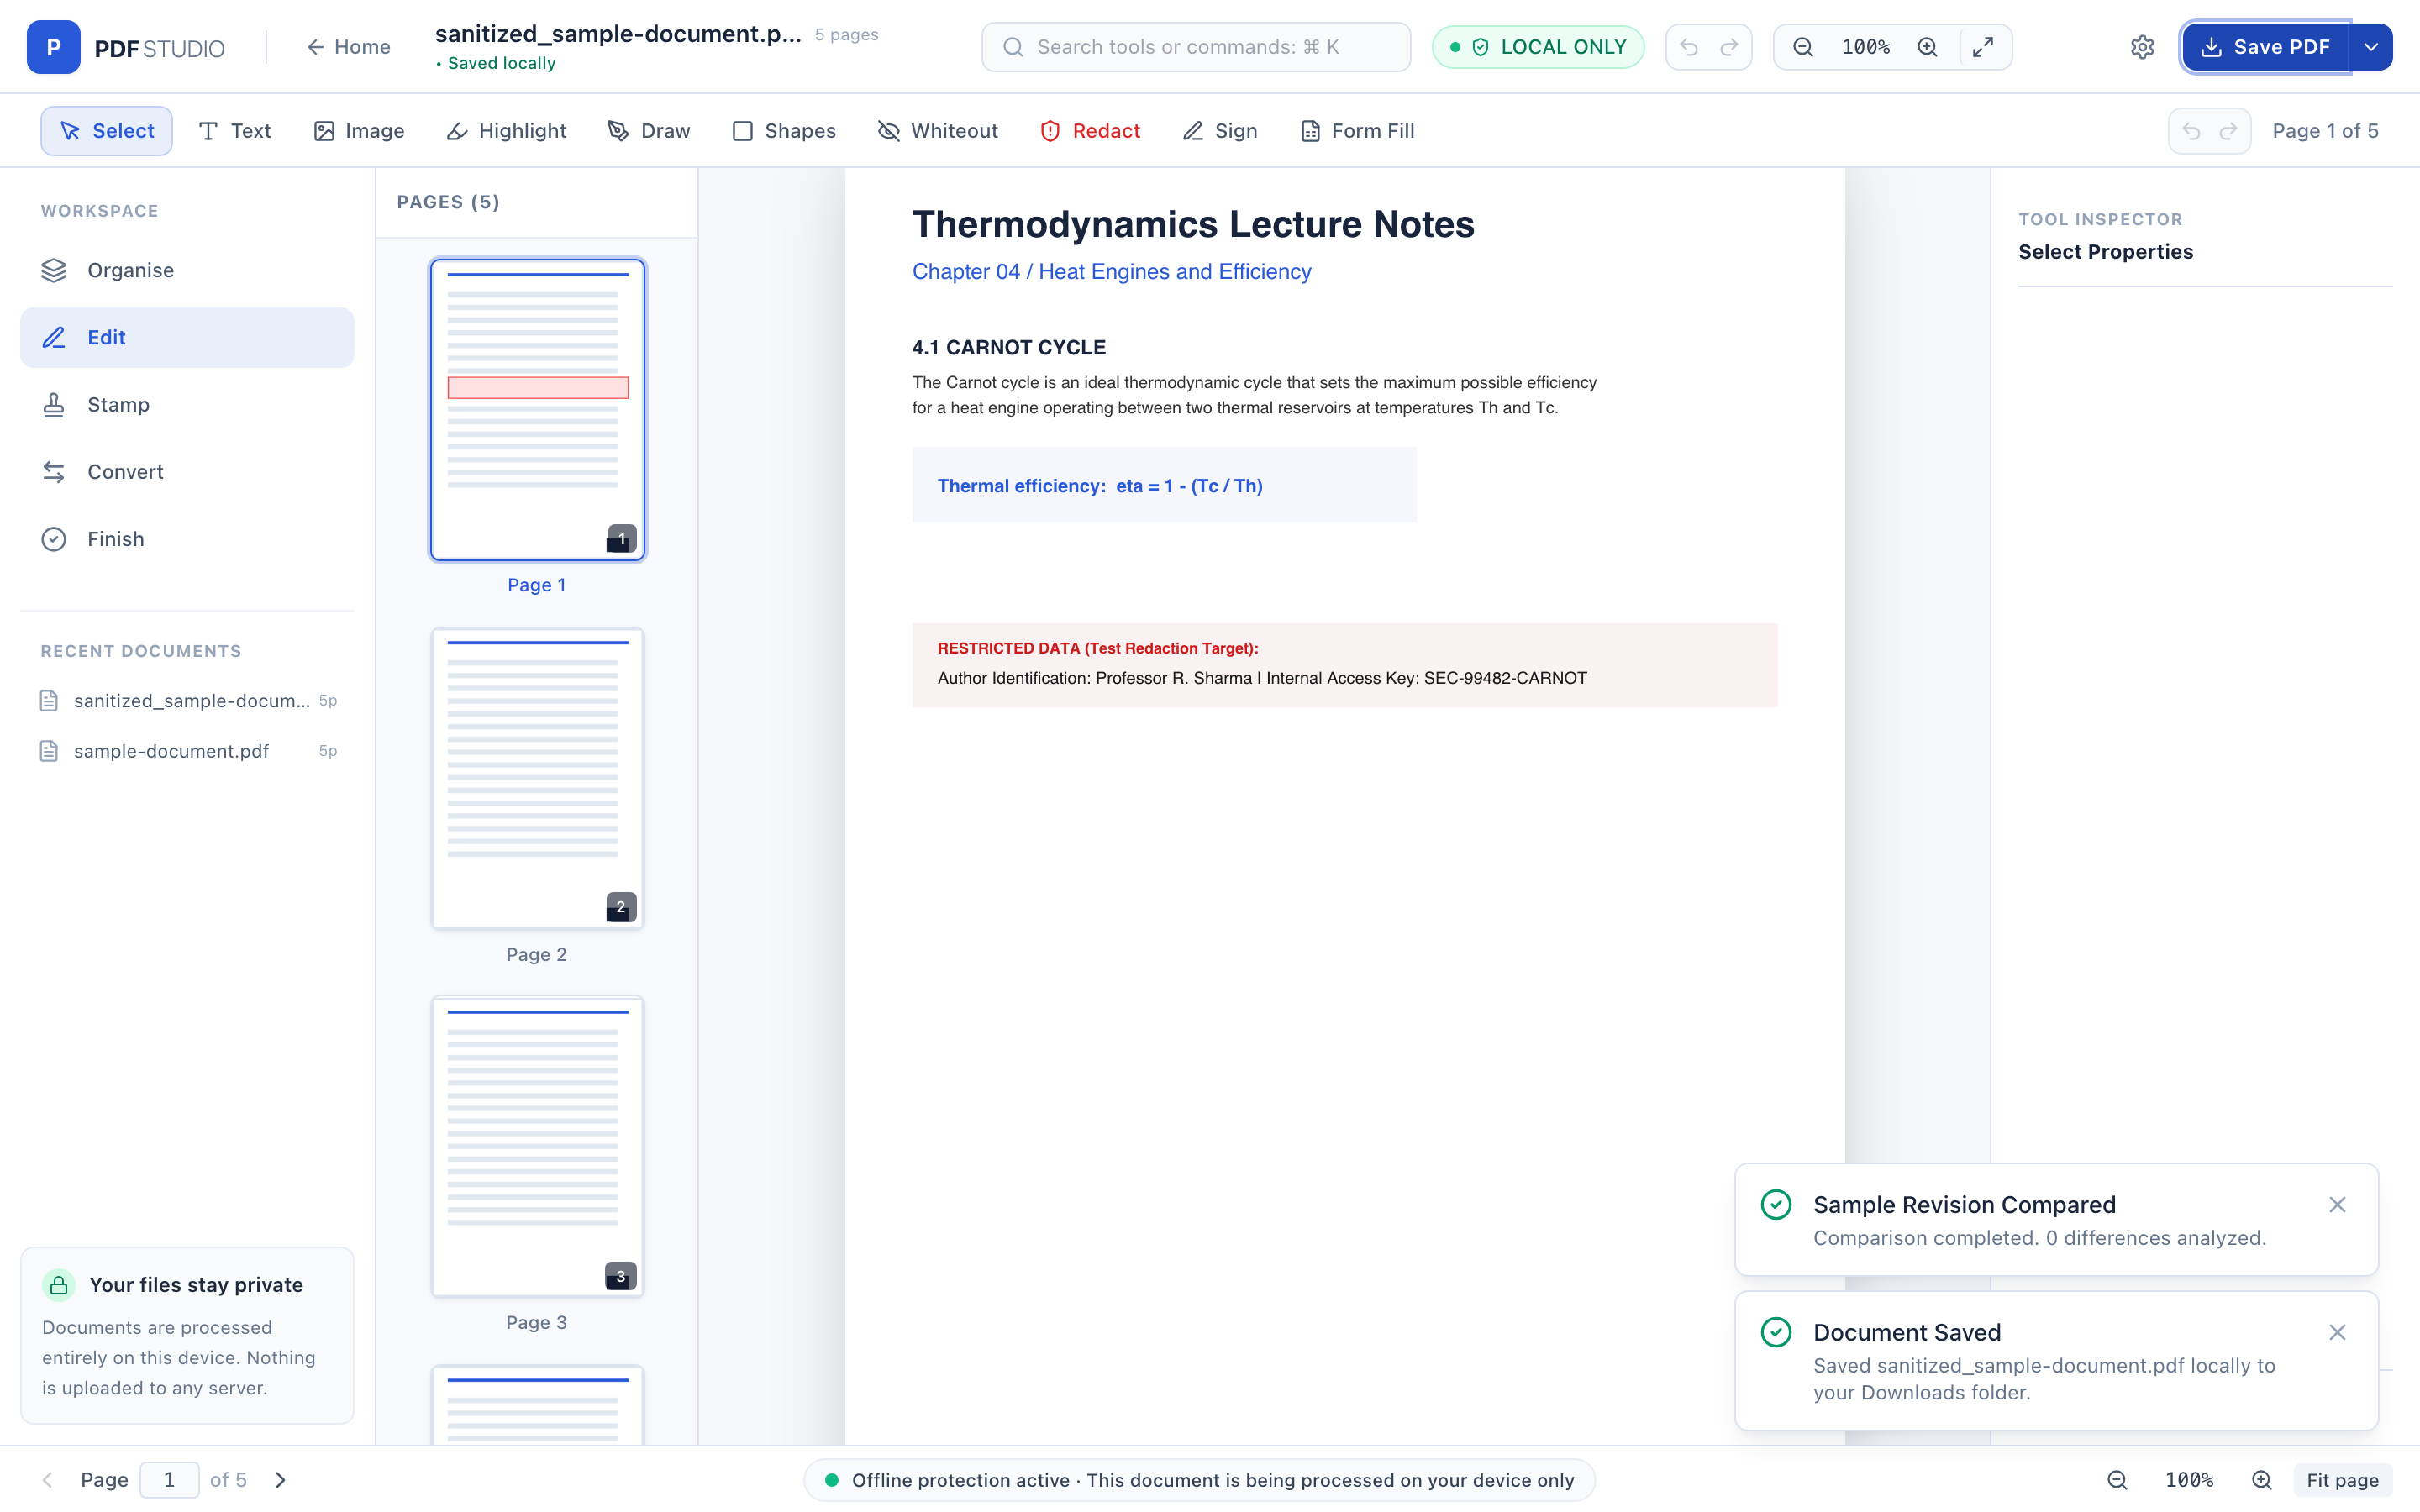 P PDF STUDIO
Home
sanitized_sample-document.p... 5 pages
• Saved locally
Search tools or commands: ⌘ K
LOCAL ONLY
100%
Save PDF
Select
Text
Image
Highlight
Draw
Shapes
Whiteout
Redact
Sign
Form Fill
Page 1 of 5
WORKSPACE
Organise
Edit
Stamp
Convert
Finish
RECENT DOCUMENTS
sanitized_sample-docum... 5p
sample-document.pdf 5p
Your files stay private
Documents are processed
entirely on this device. Nothing
is uploaded to any server.
PAGES (5)
1
Page 1
2
Page 2
3
Page 3
Thermodynamics Lecture Notes
Chapter 04 / Heat Engines and Efficiency
4.1 CARNOT CYCLE
The Carnot cycle is an ideal thermodynamic cycle that sets the maximum possible efficiency
for a heat engine operating between two thermal reservoirs at temperatures Th and Tc.
Thermal efficiency: eta = 1 - (Tc / Th)
RESTRICTED DATA (Test Redaction Target):
Author Identification: Professor R. Sharma | Internal Access Key: SEC-99482-CARNOT
TOOL INSPECTOR
Select Properties
Sample Revision Compared
Comparison completed. 0 differences analyzed.
Document Saved
Saved sanitized_sample-document.pdf locally to
your Downloads folder.
Page 1 of 5
Offline protection active · This document is being processed on your device only
100%
Fit page